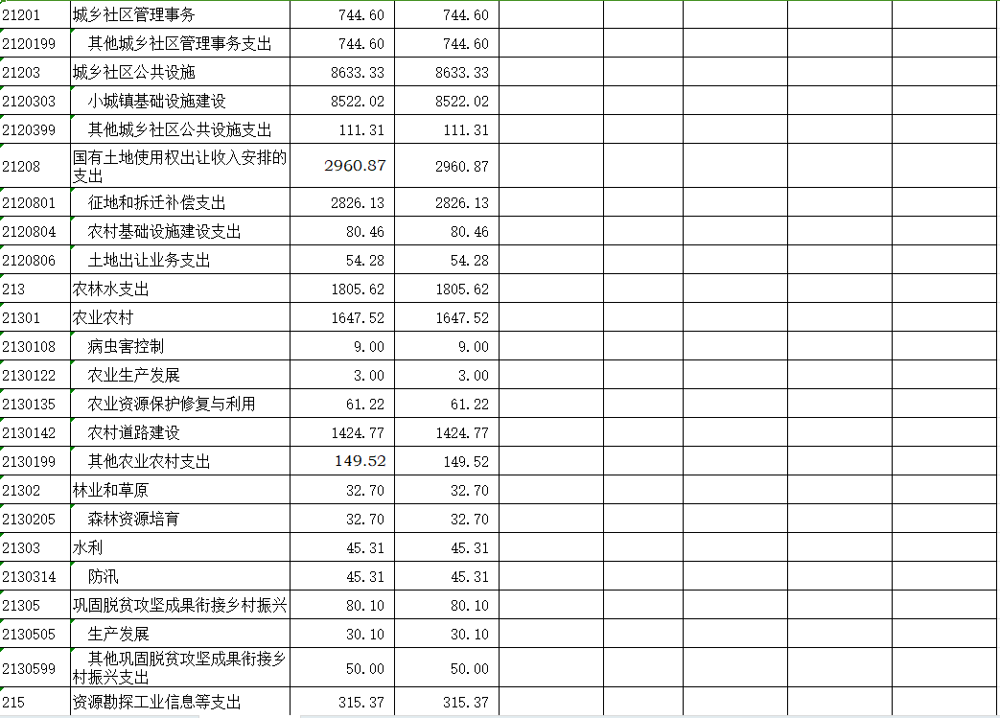 21201 城乡社区管理事务 744.60 744.60
2120199 其他城乡社区管理事务支出 744.60 744.60
21203 城乡社区公共设施 8633.33 8633.33
2120303 小城镇基础设施建设 8522.02 8522.02
2120399 其他城乡社区公共设施支出 111.31 111.31
21208 国有土地使用权出让收入安排的 2960.87 2960.87
支出
2120801 征地和拆迁补偿支出 2826.13 2826.13
2120804 农村基础设施建设支出 80.46 80.46
2120806 土地出让业务支出 54.28 54.28
213 农林水支出 1805.62 1805.62
21301 农业农村 1647.52 1647.52
2130108 病虫害控制 9.00 9.00
2130122 农业生产发展 3.00 3.00
2130135 农业资源保护修复与利用 61.22 61.22
2130142 农村道路建设 1424.77 1424.77
2130199 其他农业农村支出 149.52 149.52
21302 林业和草原 32.70 32.70
2130205 森林资源培育 32.70 32.70
21303 水利 45.31 45.31
2130314 防汛 45.31 45.31
21305 巩固脱贫攻坚成果衔接乡村振兴 80.10 80.10
2130505 生产发展 30.10 30.10
2130599 其他巩固脱贫攻坚成果衔接乡 50.00 50.00
村振兴支出
215 资源勘探工业信息等支出 315.37 315.37